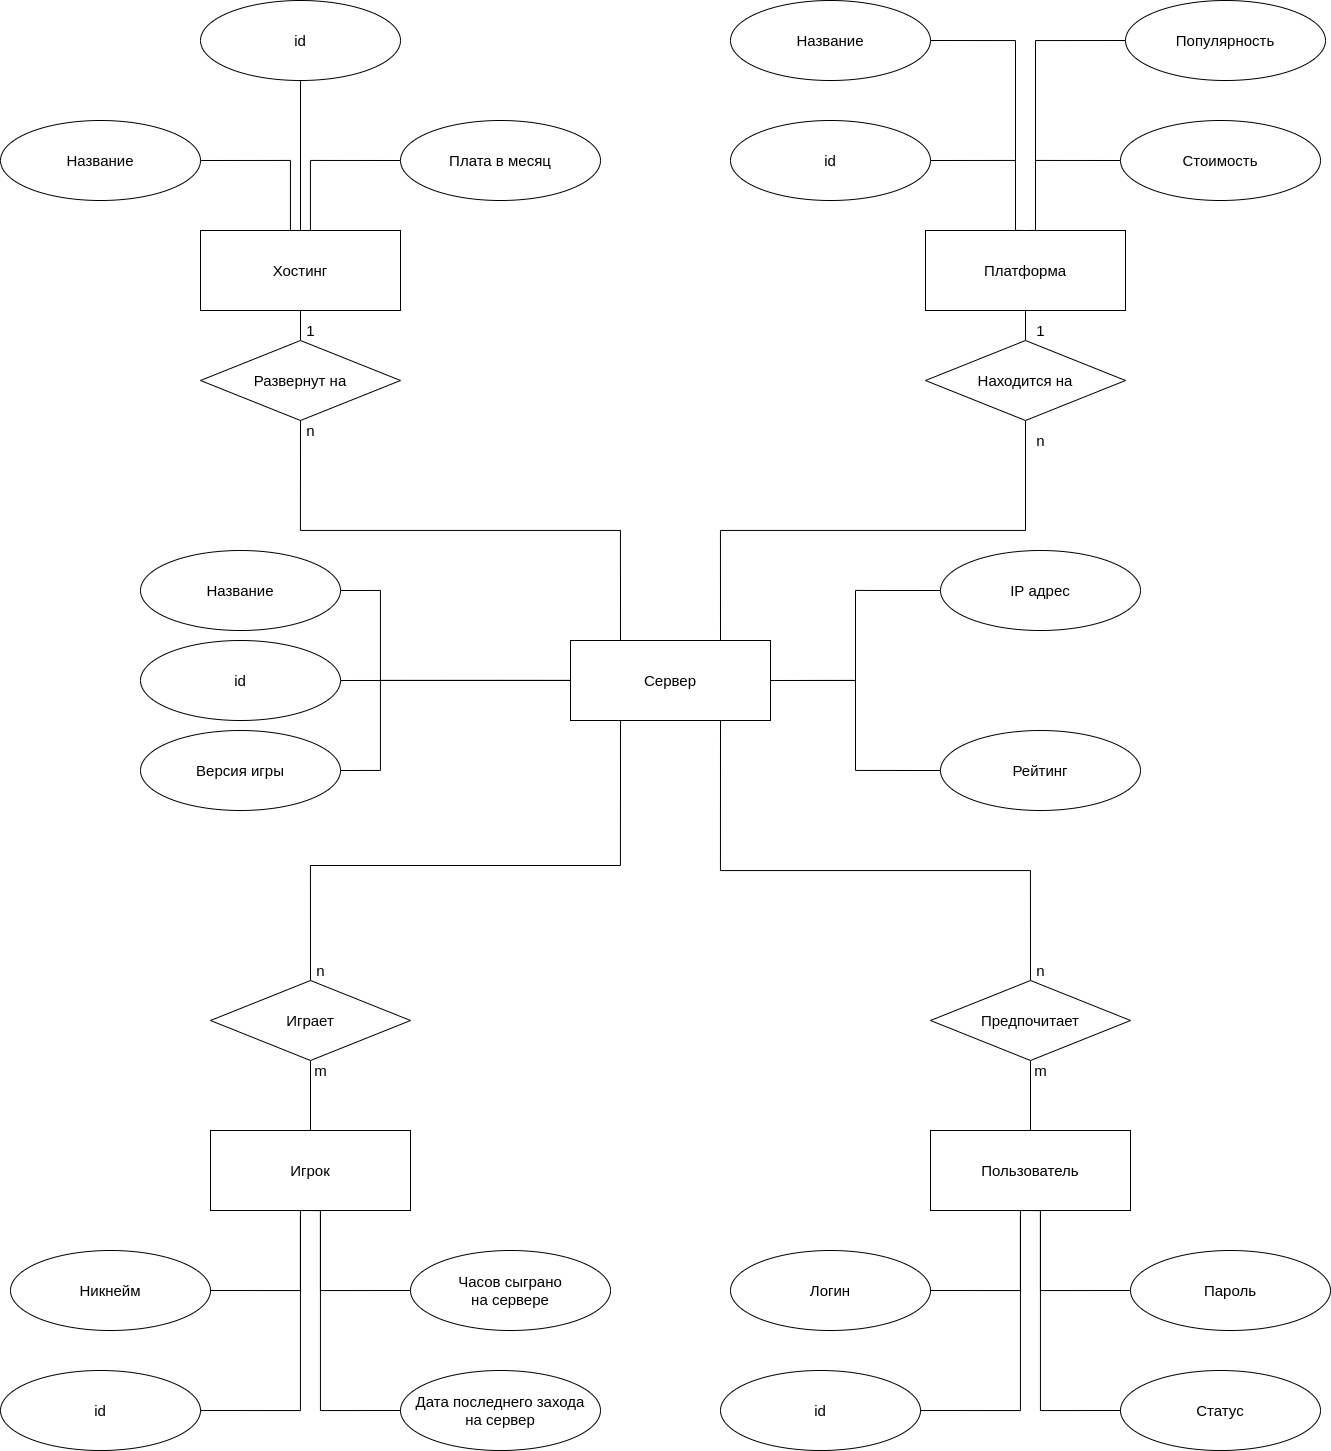 id
Название
Популярность
Название
Плата в месяц
id
Стоимость
Хостинг
Платформа
1
1
Развернут на
Находится на
n
n
Название
IP адрес
id
Сервер
Версия игры
Рейтинг
n
n
Играет
Предпочитает
m
m
Игрок
Пользователь
Никнейм
Часов сыграно
на сервере
Логин
Пароль
id
Дата последнего захода
на сервер
id
Статус